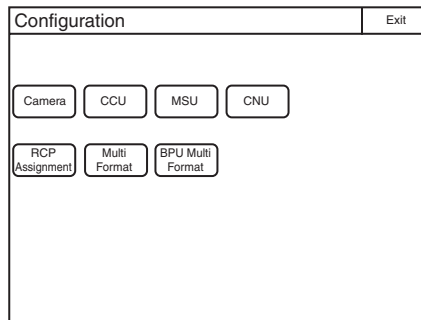 Configuration
Exit
Camera
CCU
MSU
CNU
RCP
Assignment
Multi
Format
BPU Multi
Format